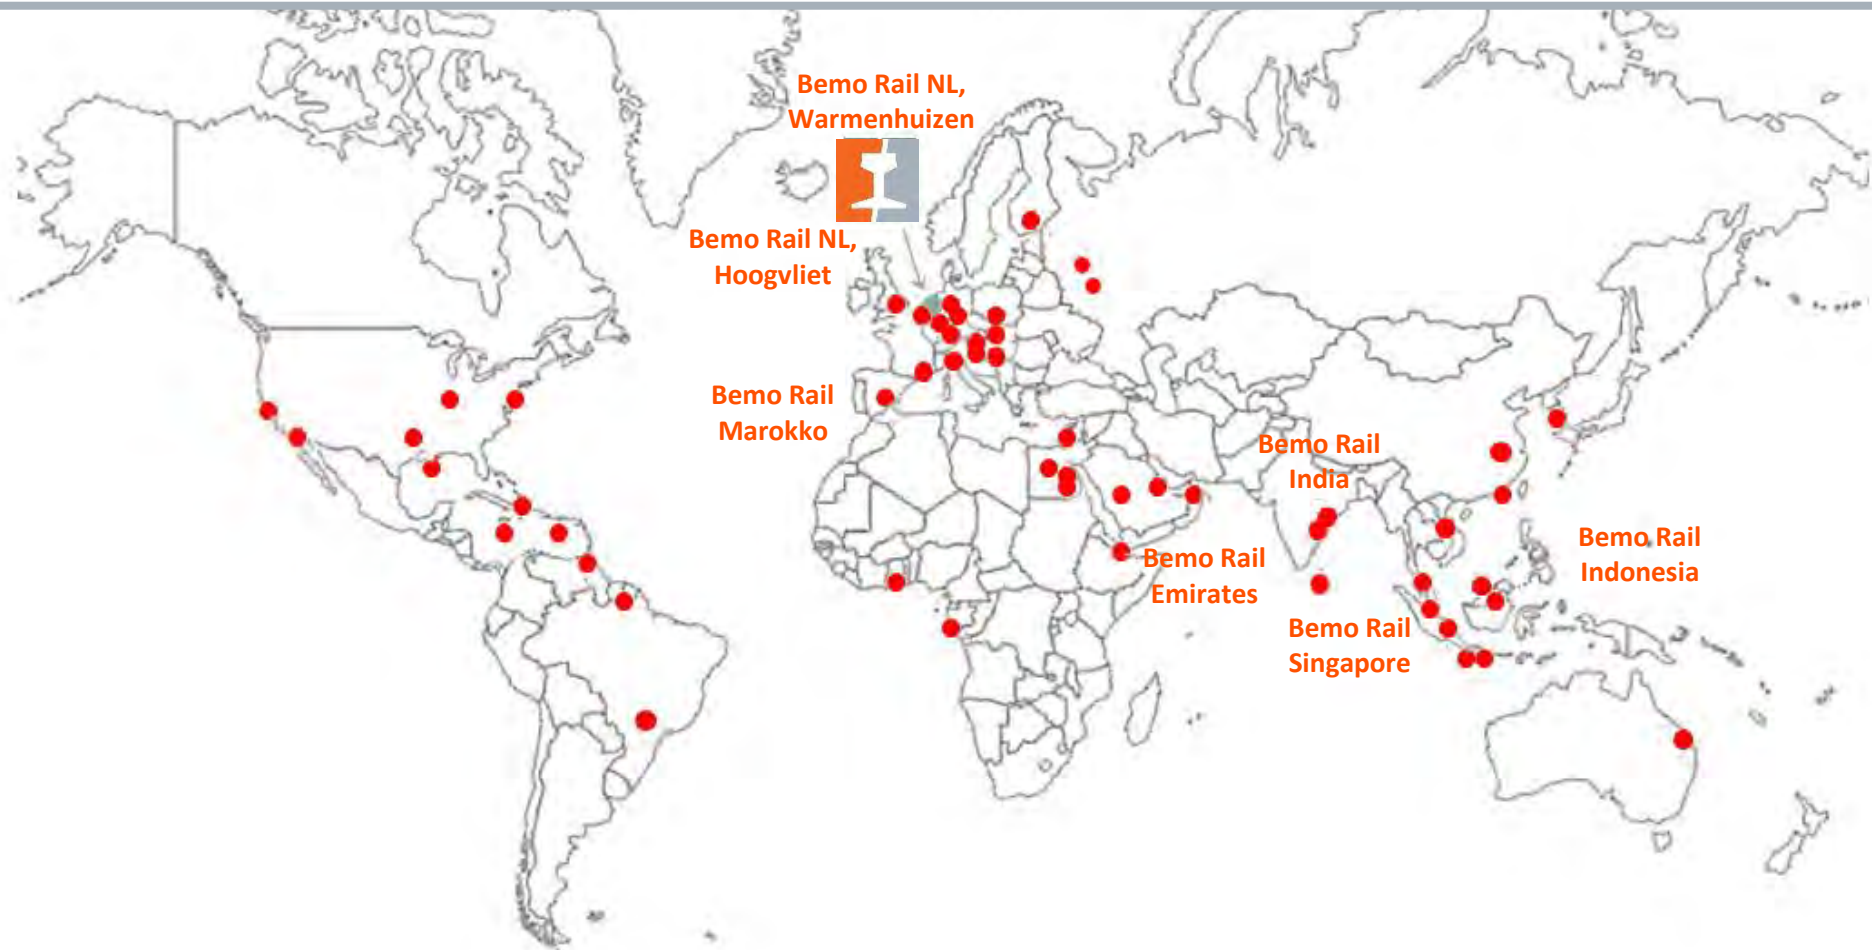 Bemo Rail NL,
Warmenhuizen
Bemo Rail NL,
Hoogvliet
Bemo Rail
Marokko
Bemo Rail
India
Bemo Rail
Emirates
Bemo Rail
Indonesia
Bemo Rail
Singapore